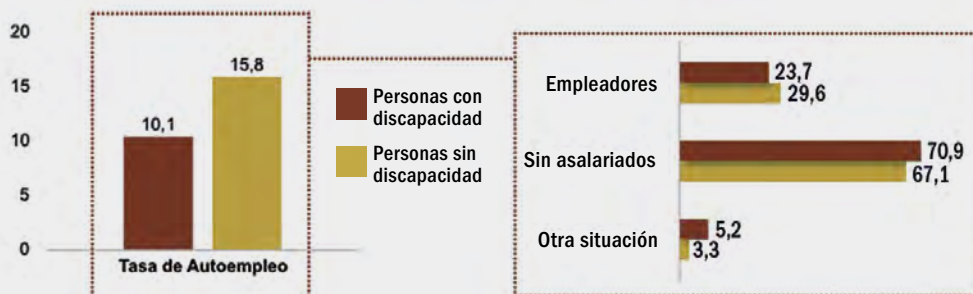 20
15
10
5
0
10,1
15,8
Tasa de Autoempleo
Personas con
discapacidad
Personas sin
discapacidad
Empleadores
23,7
29,6
Sin asalariados
70,9
67,1
Otra situación
5,2
3,3